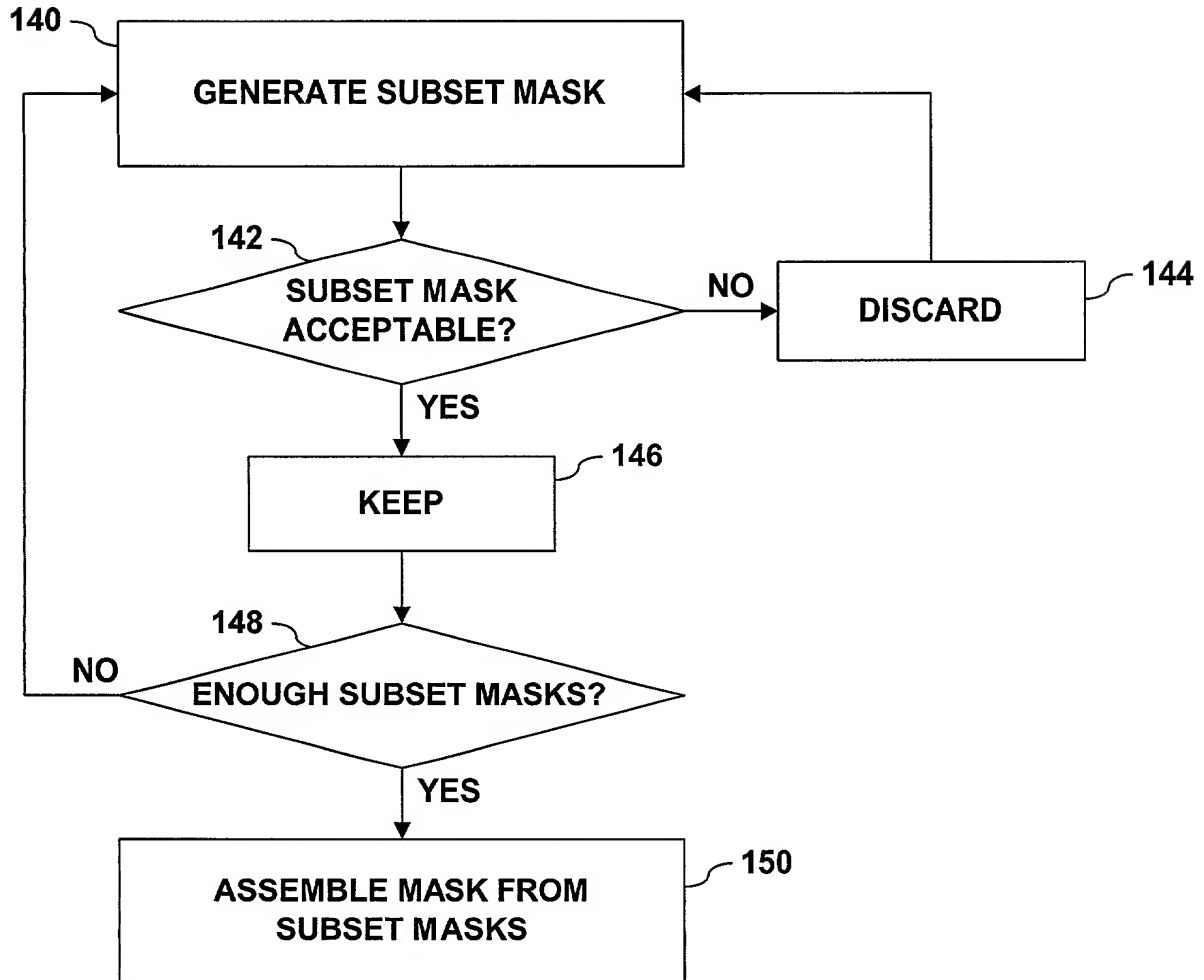 140
GENERATE SUBSET MASK
142
SUBSET MASK
ACCEPTABLE?
NO
DISCARD
144
YES
146
KEEP
148
NO
ENOUGH SUBSET MASKS?
YES
150
ASSEMBLE MASK FROM
SUBSET MASKS